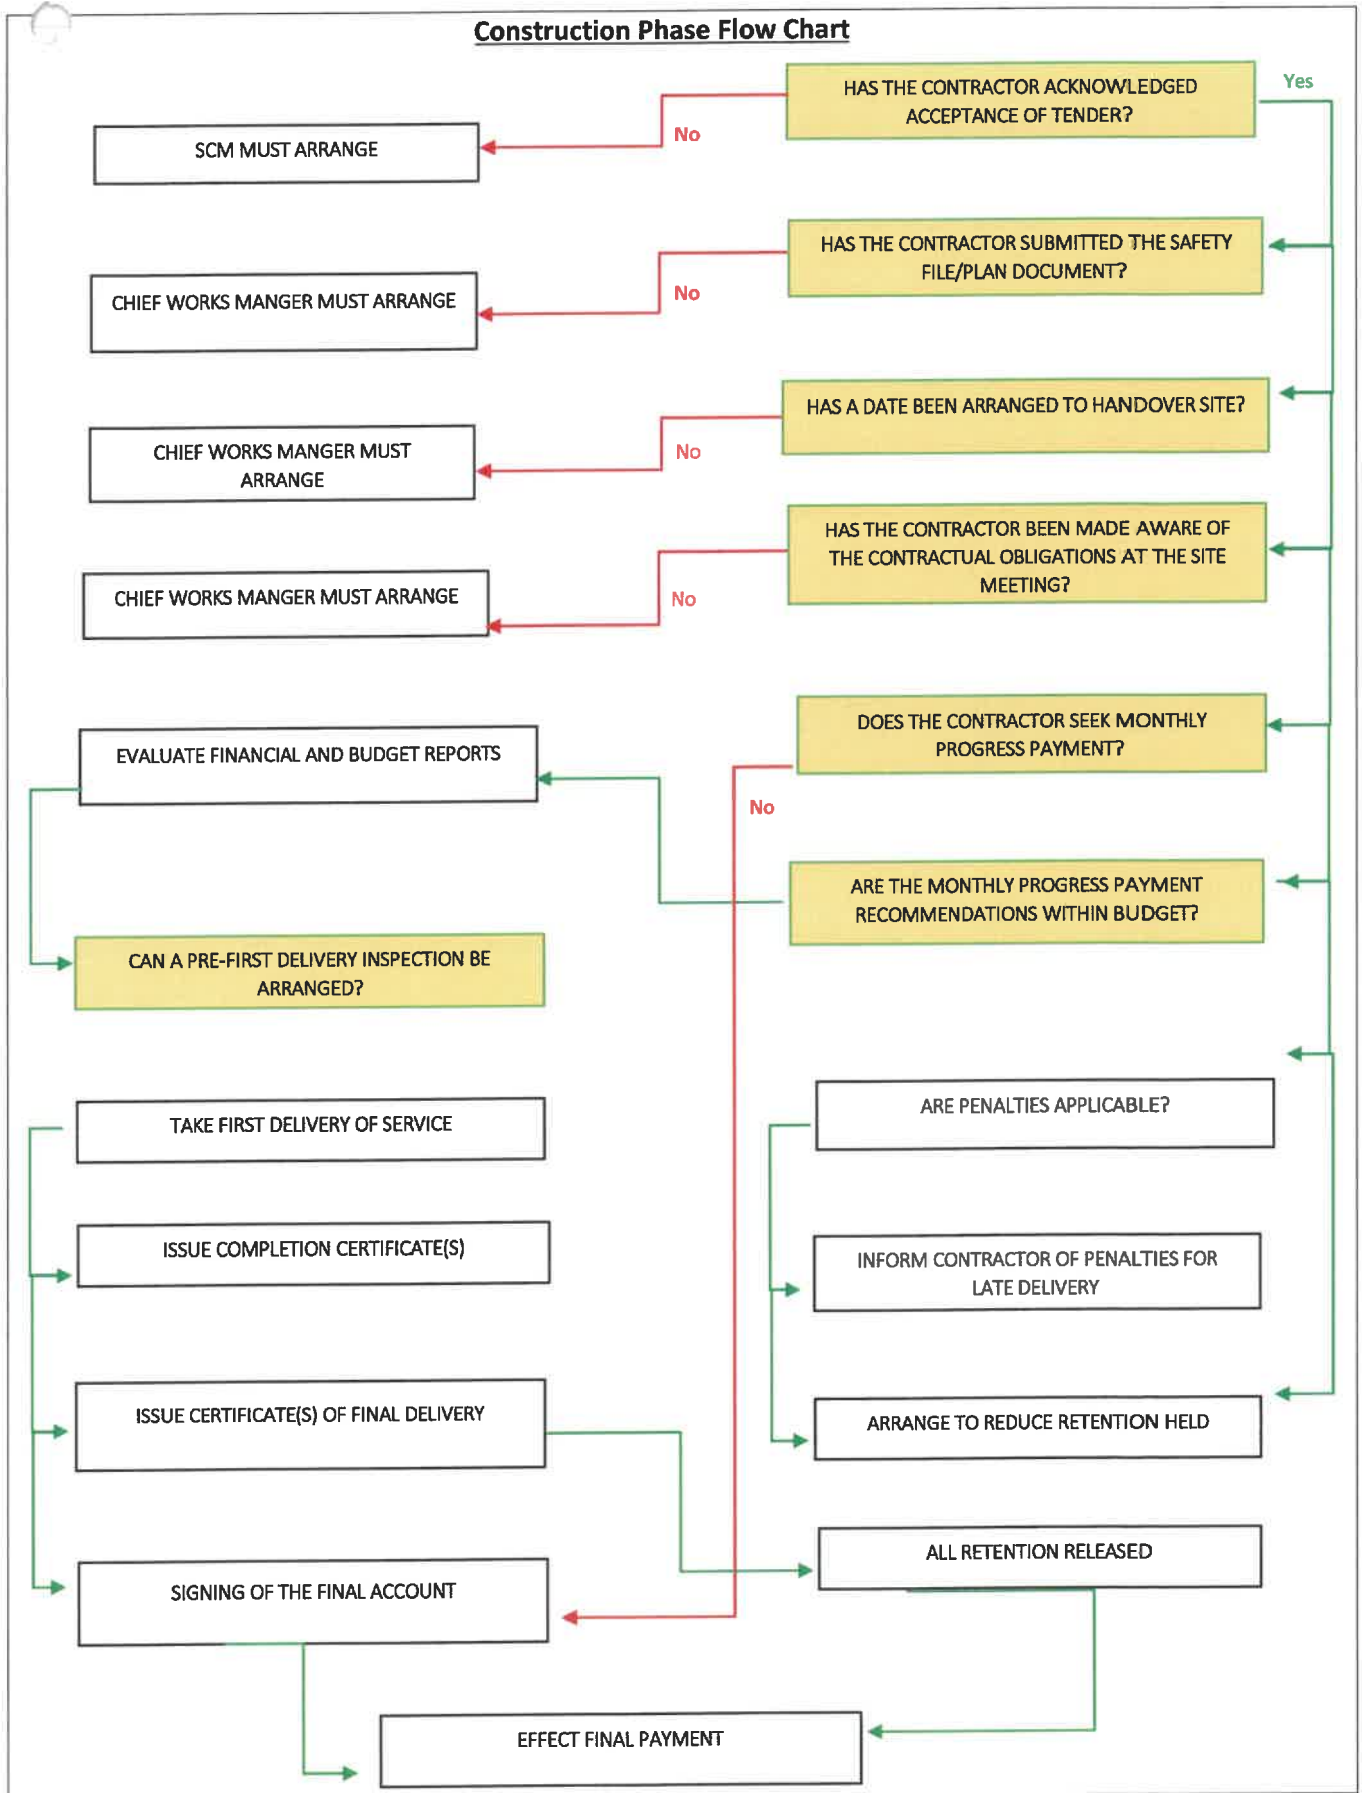 Construction Phase Flow Chart
HAS THE CONTRACTOR ACKNOWLEDGED
ACCEPTANCE OF TENDER?
Yes
No
SCM MUST ARRANGE
HAS THE CONTRACTOR SUBMITTED THE SAFETY
FILE/PLAN DOCUMENT?
No
CHIEF WORKS MANGER MUST ARRANGE
HAS A DATE BEEN ARRANGED TO HANDOVER SITE?
No
CHIEF WORKS MANGER MUST
ARRANGE
HAS THE CONTRACTOR BEEN MADE AWARE OF
THE CONTRACTUAL OBLIGATIONS AT THE SITE
MEETING?
No
CHIEF WORKS MANGER MUST ARRANGE
DOES THE CONTRACTOR SEEK MONTHLY
PROGRESS PAYMENT?
No
EVALUATE FINANCIAL AND BUDGET REPORTS
ARE THE MONTHLY PROGRESS PAYMENT
RECOMMENDATIONS WITHIN BUDGET?
CAN A PRE-FIRST DELIVERY INSPECTION BE
ARRANGED?
ARE PENALTIES APPLICABLE?
TAKE FIRST DELIVERY OF SERVICE
ISSUE COMPLETION CERTIFICATE(S)
INFORM CONTRACTOR OF PENALTIES FOR
LATE DELIVERY
ISSUE CERTIFICATE(S) OF FINAL DELIVERY
ARRANGE TO REDUCE RETENTION HELD
ALL RETENTION RELEASED
SIGNING OF THE FINAL ACCOUNT
EFFECT FINAL PAYMENT